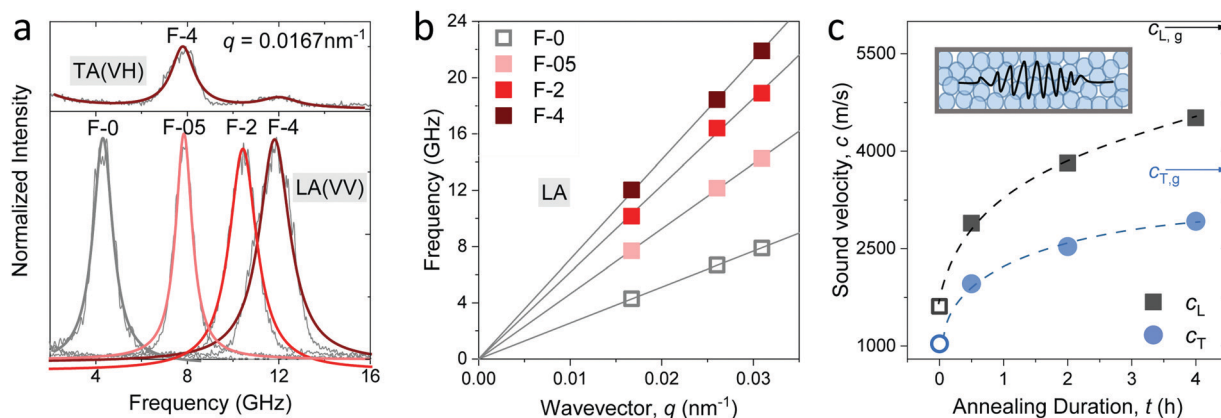 a
F-4
q = 0.0167nm⁻¹
TA(VH)
F-0
F-05
F-2
F-4
LA(VV)
Normalized Intensity
4
8
12
16
Frequency (GHz)
b
24
20
16
12
8
4
0
F-0
F-05
F-2
F-4
LA
Frequency (GHz)
0.00
0.01
0.02
0.03
Wavevector, q (nm⁻¹)
c
c_L, g
5500
4000
2500
1000
c_T,g
Sound velocity, c (m/s)
c_L
c_T
0
1
2
3
4
Annealing Duration, t (h)